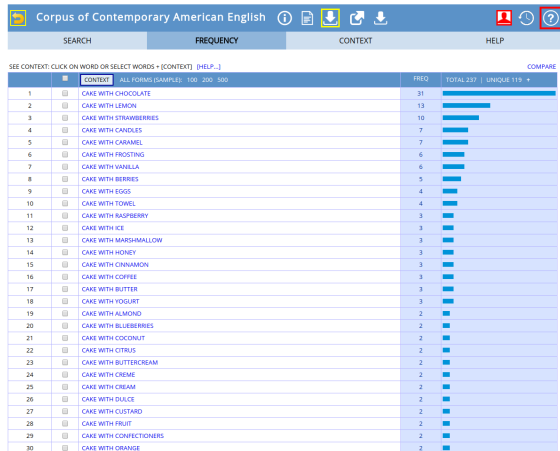 Corpus of Contemporary American English
SEARCH FREQUENCY CONTEXT HELP
SEE CONTEXT: CLICK ON WORD OR SELECT WORDS + [CONTEXT] [HELP...] COMPARE
CONTEXT ALL FORMS (SAMPLE): 100 200 500 FREQ TOTAL 237 | UNIQUE 119 +
1 CAKE WITH CHOCOLATE 31
2 CAKE WITH LEMON 13
3 CAKE WITH STRAWBERRIES 10
4 CAKE WITH CANDLES 7
5 CAKE WITH CARAMEL 7
6 CAKE WITH FROSTING 6
7 CAKE WITH VANILLA 6
8 CAKE WITH BERRIES 5
9 CAKE WITH EGGS 4
10 CAKE WITH TOWEL 4
11 CAKE WITH RASPBERRY 3
12 CAKE WITH ICE 3
13 CAKE WITH MARSHMALLOW 3
14 CAKE WITH HONEY 3
15 CAKE WITH CINNAMON 3
16 CAKE WITH COFFEE 3
17 CAKE WITH BUTTER 3
18 CAKE WITH YOGURT 3
19 CAKE WITH ALMOND 2
20 CAKE WITH BLUEBERRIES 2
21 CAKE WITH COCONUT 2
22 CAKE WITH CITRUS 2
23 CAKE WITH BUTTERCREAM 2
24 CAKE WITH CREME 2
25 CAKE WITH CREAM 2
26 CAKE WITH DULCE 2
27 CAKE WITH CUSTARD 2
28 CAKE WITH FRUIT 2
29 CAKE WITH CONFECTIONERS 2
30 CAKE WITH ORANGE 2